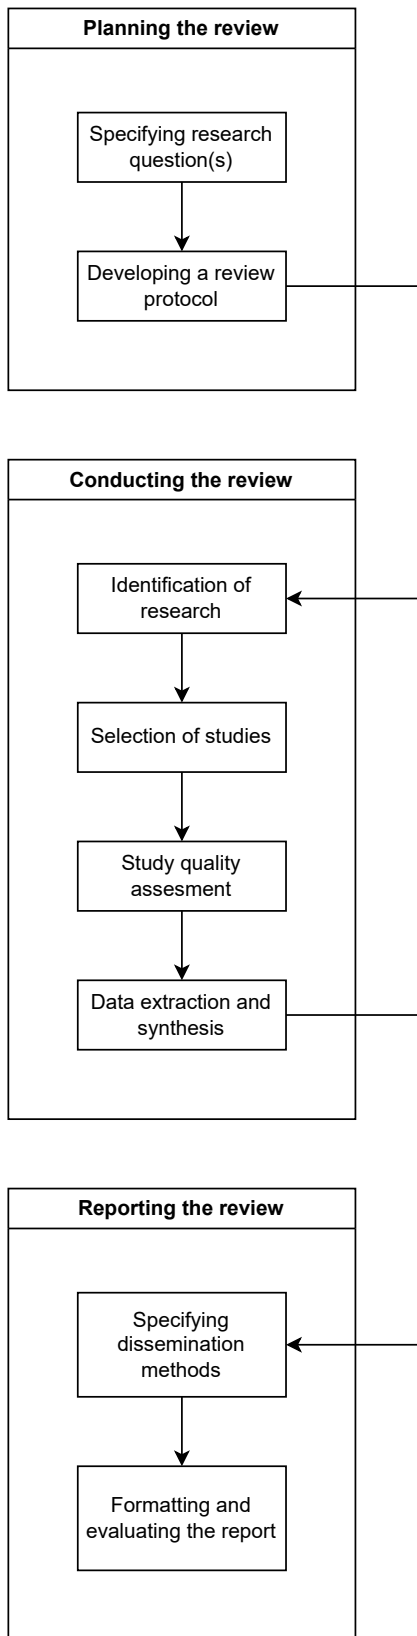 Planning the review
Specifying research
question(s)
Developing a review
protocol
Conducting the review
Identification of
research
Selection of studies
Study quality
assesment
Data extraction and
synthesis
Reporting the review
Specifying
dissemination
methods
Formatting and
evaluating the report